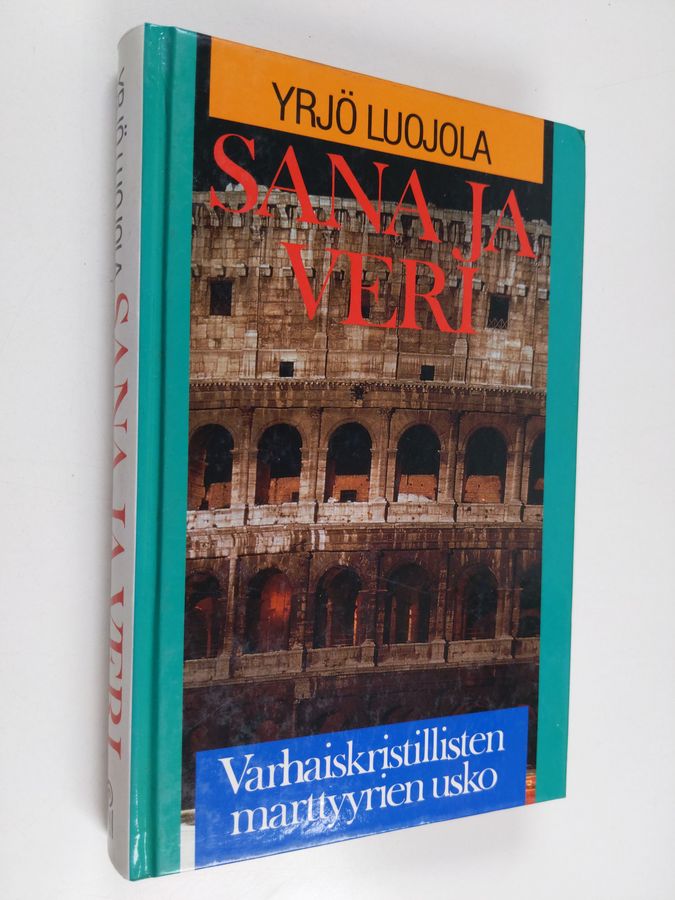 YRJÖ LUOJOLA
SANA JA
VERI
Varhaiskristillisten
marttyyrien usko
YRJÖ LUOJOLA SANA JA VERI